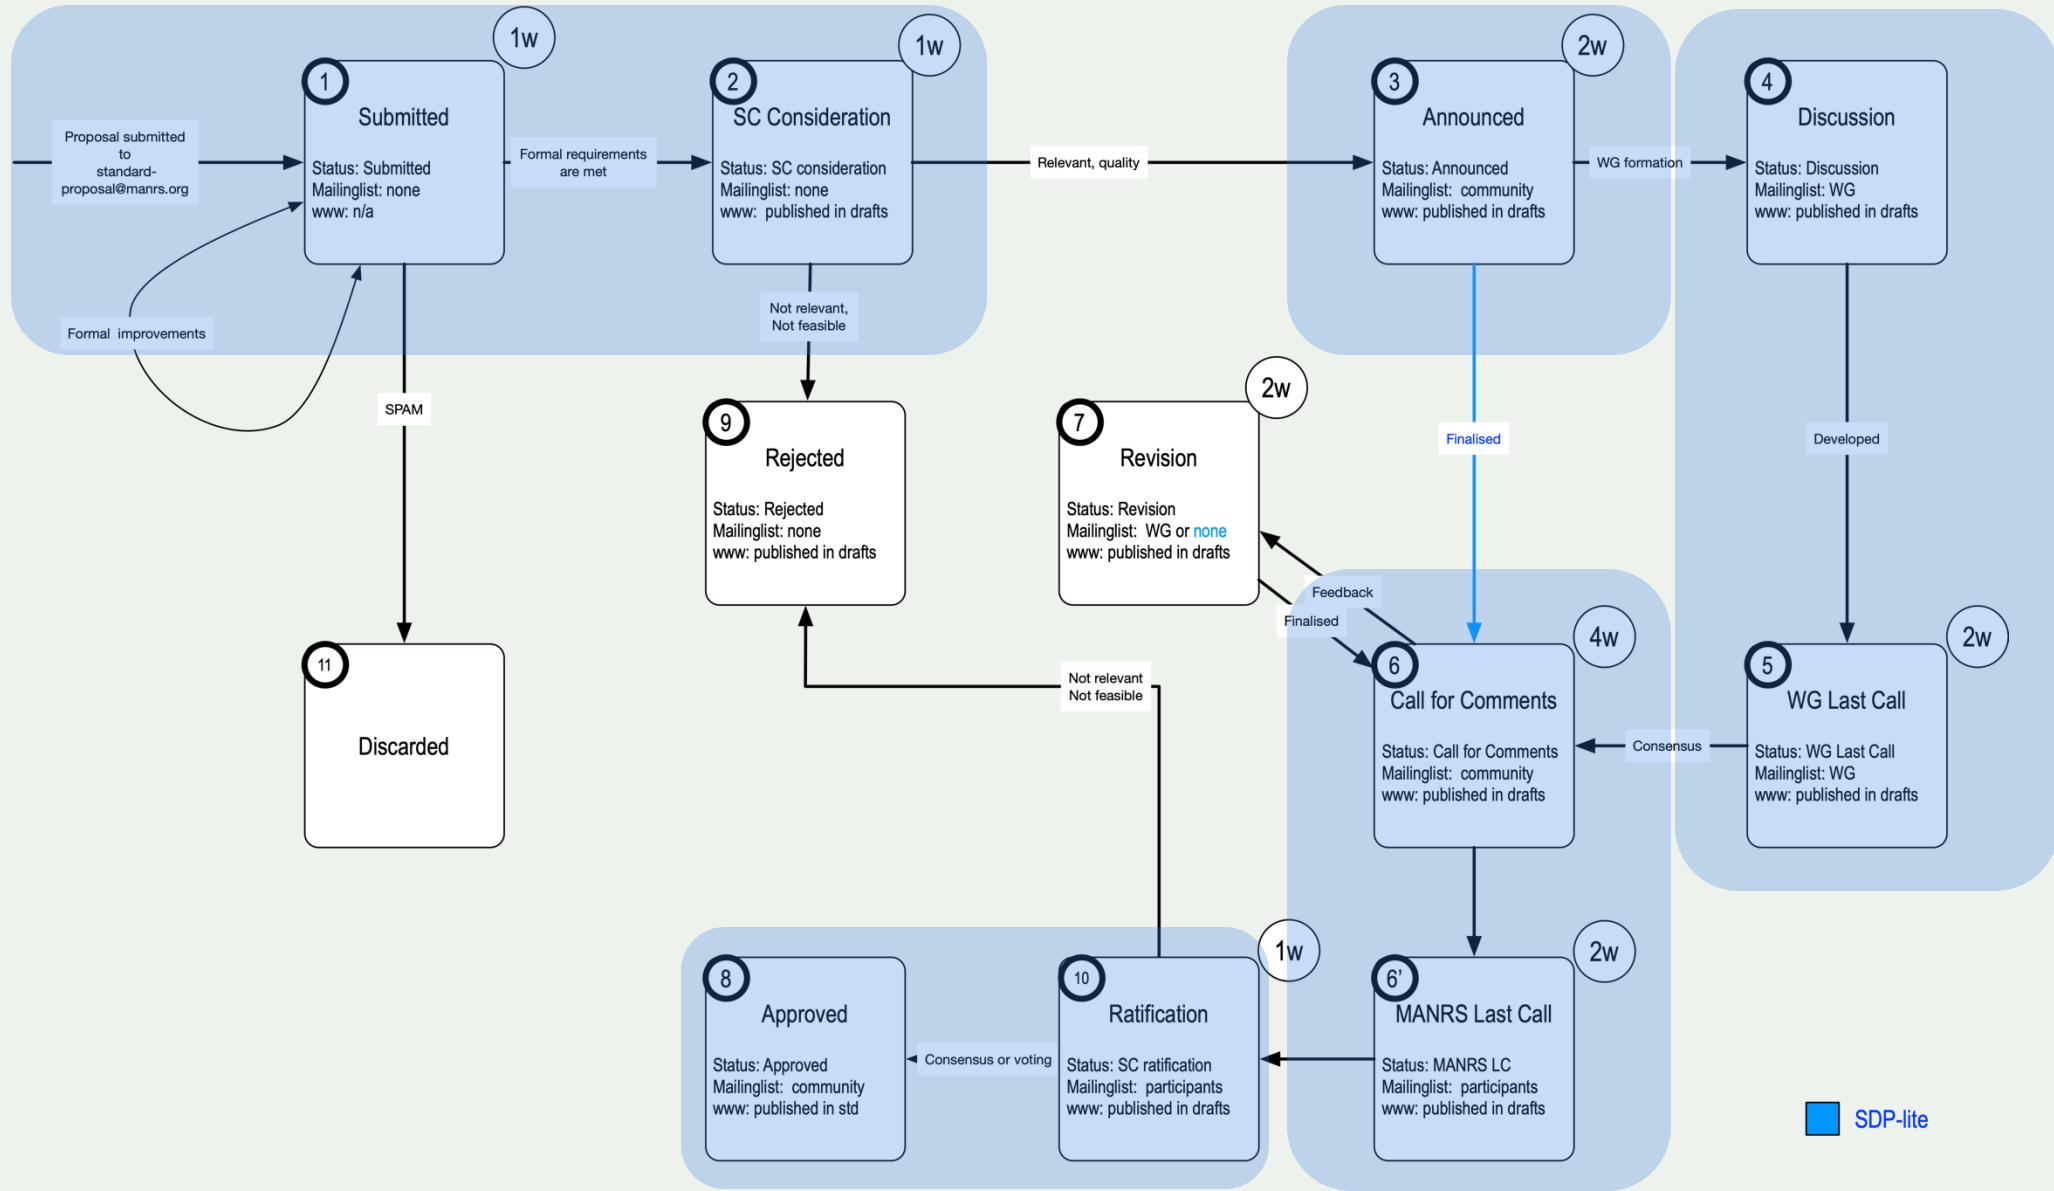 1w
1w
2w
1
Submitted
Status: Submitted
Mailinglist: none
www: n/a
2
SC Consideration
Status: SC consideration
Mailinglist: none
www: published in drafts
3
Announced
Status: Announced
Mailinglist: community
www: published in drafts
4
Discussion
Status: Discussion
Mailinglist: WG
www: published in drafts
Proposal submitted
to
standard-
proposal@manrs.org
Formal requirements
are met
Relevant, quality
WG formation
Formal improvements
Not relevant,
Not feasible
SPAM
2w
9
Rejected
Status: Rejected
Mailinglist: none
www: published in drafts
7
Revision
Status: Revision
Mailinglist: WG or none
www: published in drafts
Finalised
Developed
Feedback
Finalised
11
Discarded
Not relevant
Not feasible
4w
6
Call for Comments
Status: Call for Comments
Mailinglist: community
www: published in drafts
Consensus
2w
5
WG Last Call
Status: WG Last Call
Mailinglist: WG
www: published in drafts
8
Approved
Status: Approved
Mailinglist: community
www: published in std
Consensus or voting
1w
10
Ratification
Status: SC ratification
Mailinglist: participants
www: published in drafts
2w
6’
MANRS Last Call
Status: MANRS LC
Mailinglist: participants
www: published in drafts
SDP-lite